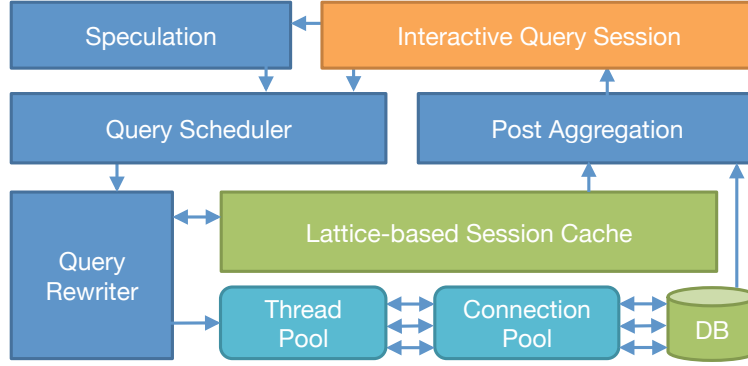 Speculation
Interactive Query Session
Query Scheduler
Post Aggregation
Query
Rewriter
Lattice-based Session Cache
Thread
Pool
Connection
Pool
DB